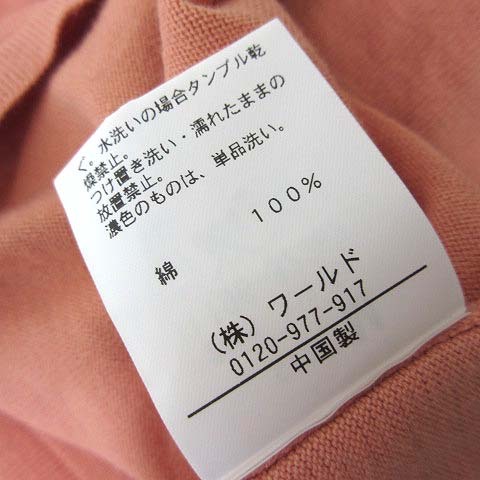 ぐ。水洗いの場合タンブル乾
燥禁止。
つけ置き洗い・濡れたままの
放置禁止。
濃色のものは、単品洗い。
綿 100%
(株)ワールド
0120-977-917
中国製